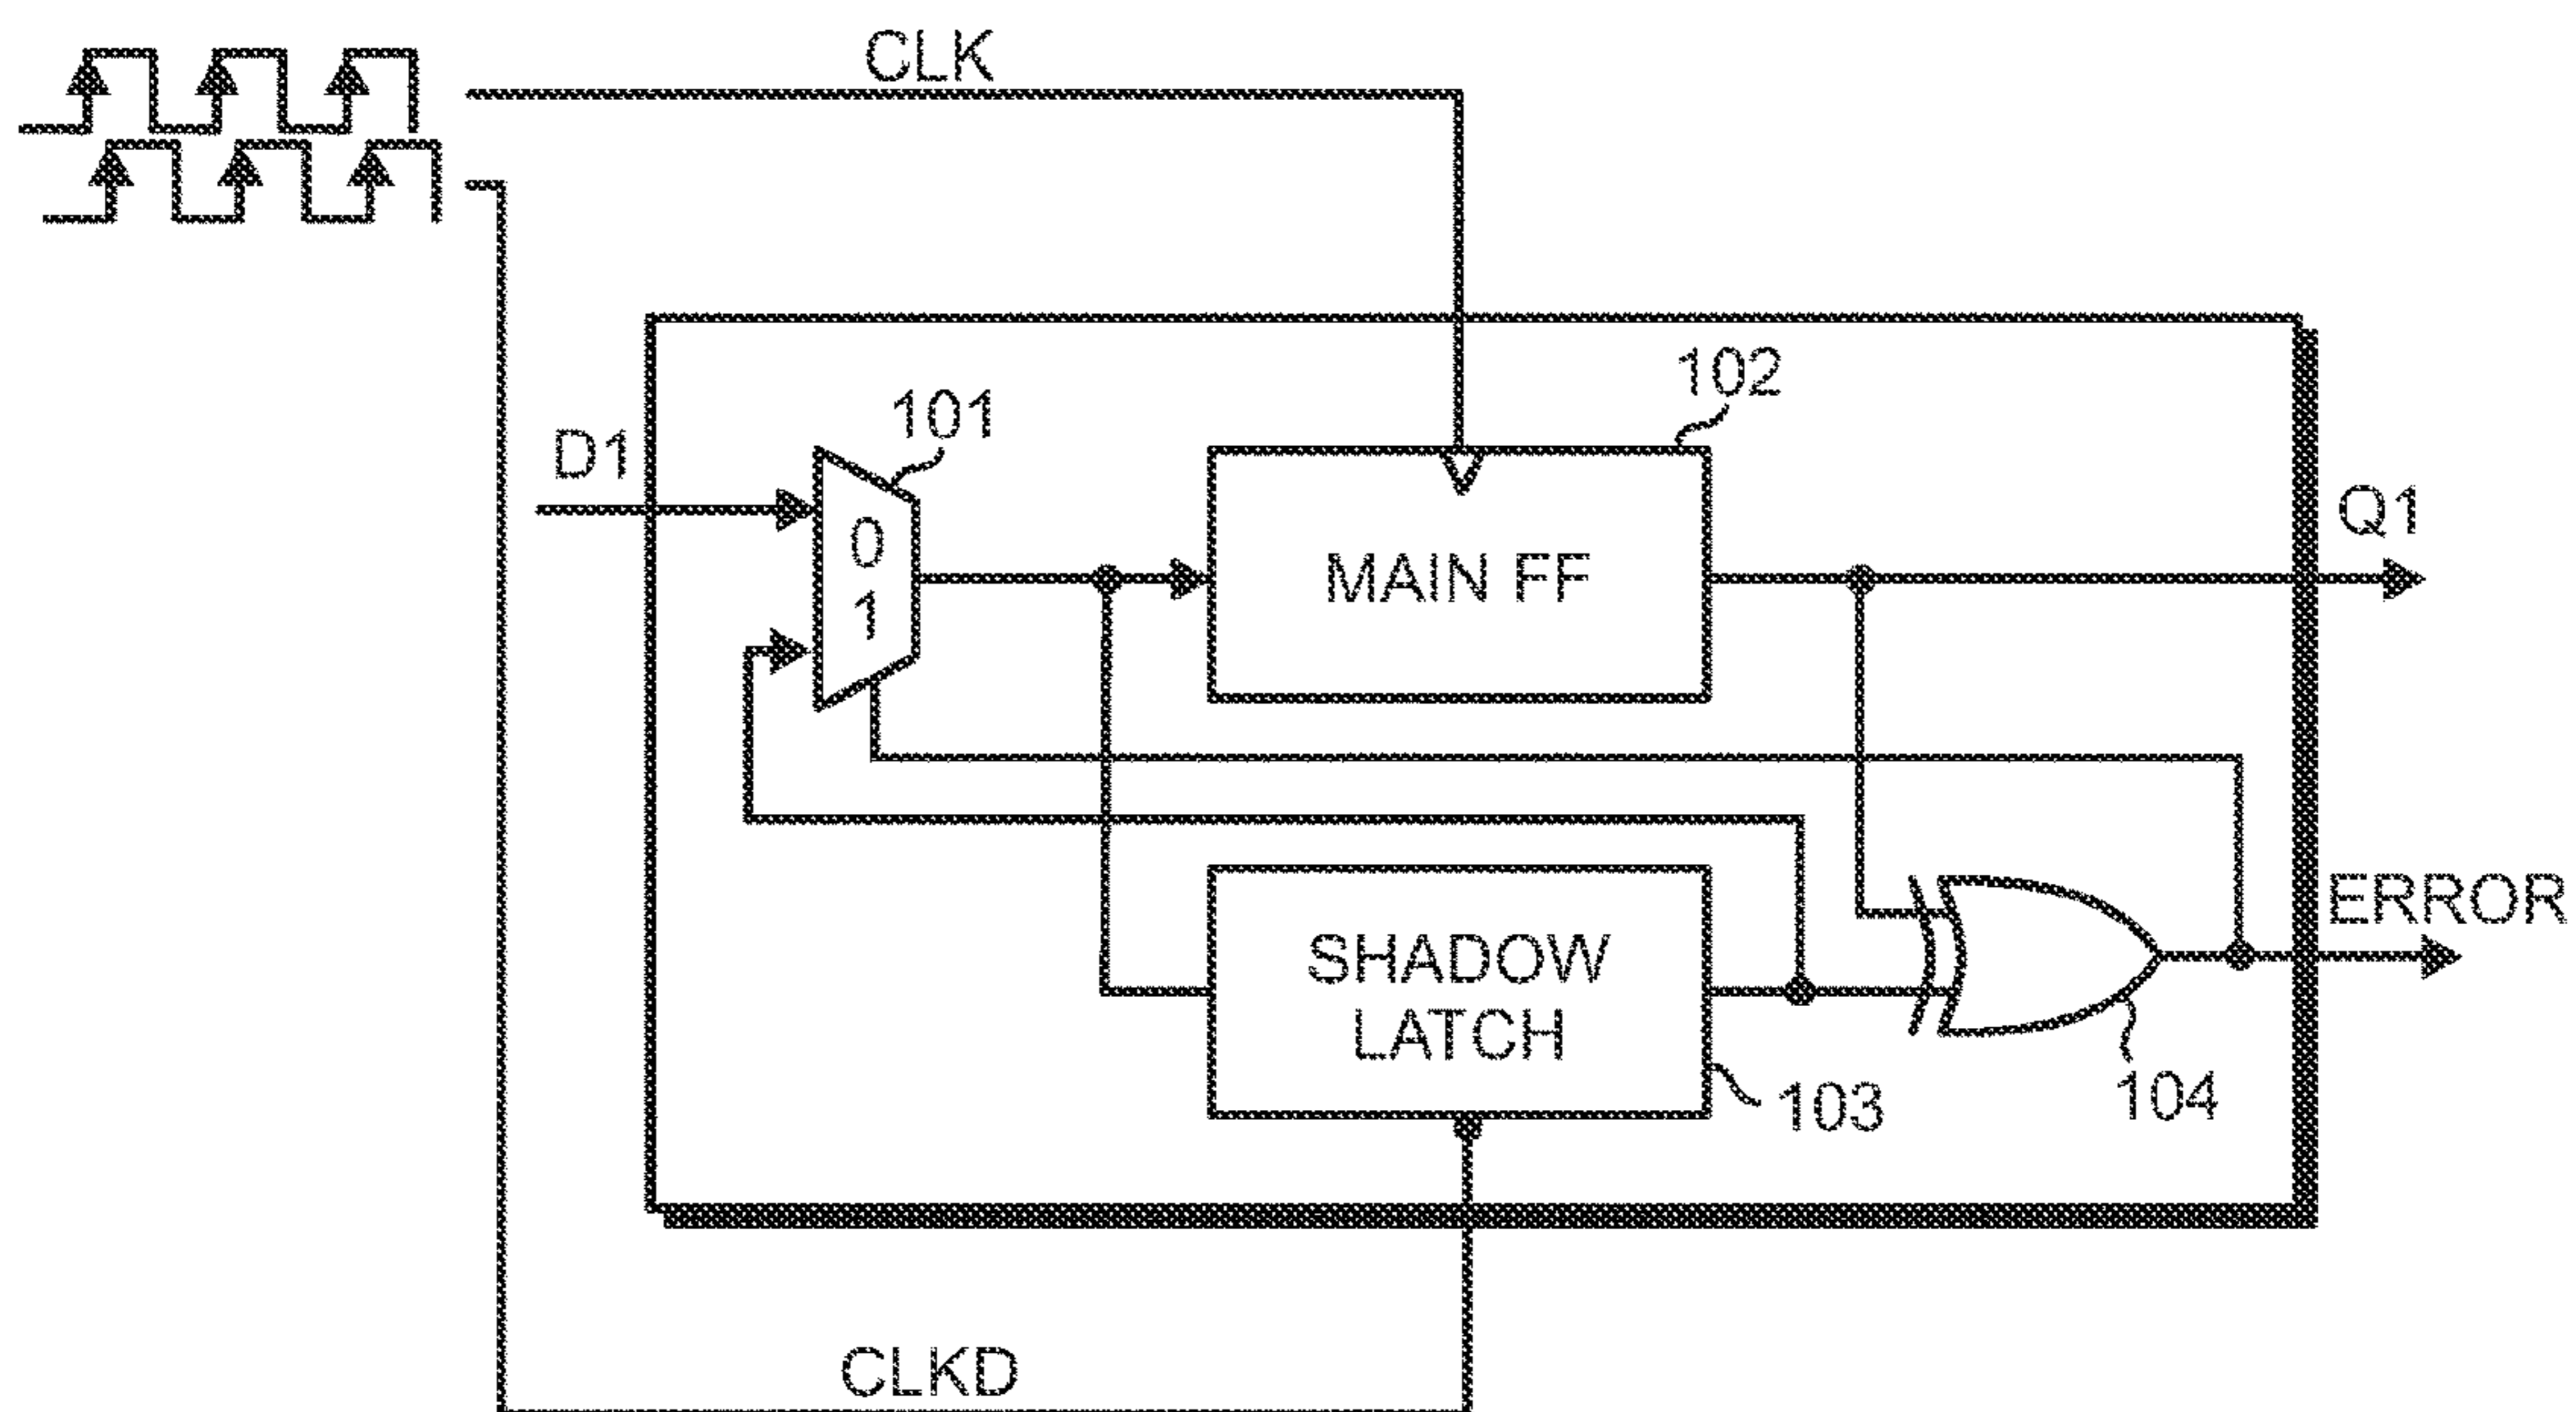 CLK
102
101
D1
Q1
0
1
MAIN FF
ERROR
SHADOW
LATCH
103
104
CLKD